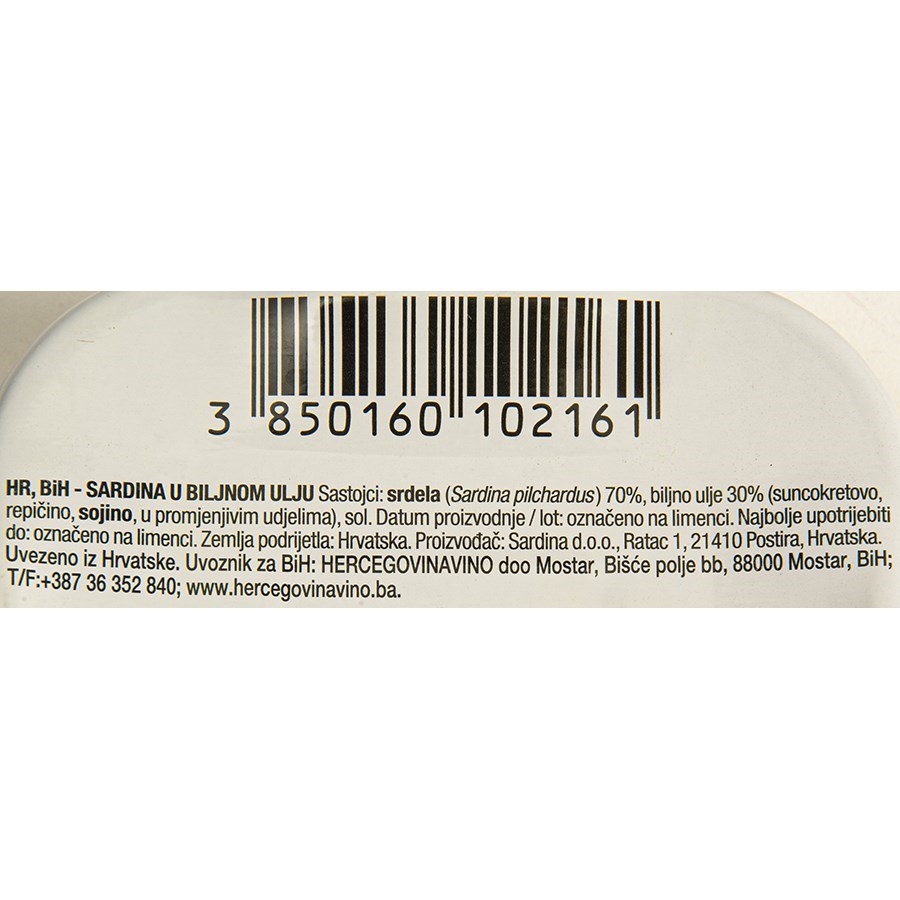 3 850160 102161
HR, BiH - SARDINA U BILJNOM ULJU Sastojci: srdela (Sardina pilchardus) 70%, biljno ulje 30% (suncokretovo,
repičino, sojino, u promjenjivim udjelima), sol. Datum proizvodnje / lot: označeno na limenci. Najbolje upotrijebiti
do: označeno na limenci. Zemlja podrijetla: Hrvatska. Proizvođač: Sardina d.o.o., Ratac 1, 21410 Postira, Hrvatska.
Uvezeno iz Hrvatske. Uvoznik za BiH: HERCEGOVINAVINO doo Mostar, Bišće polje bb, 88000 Mostar, BiH;
T/F:+387 36 352 840; www.hercegovinavino.ba.